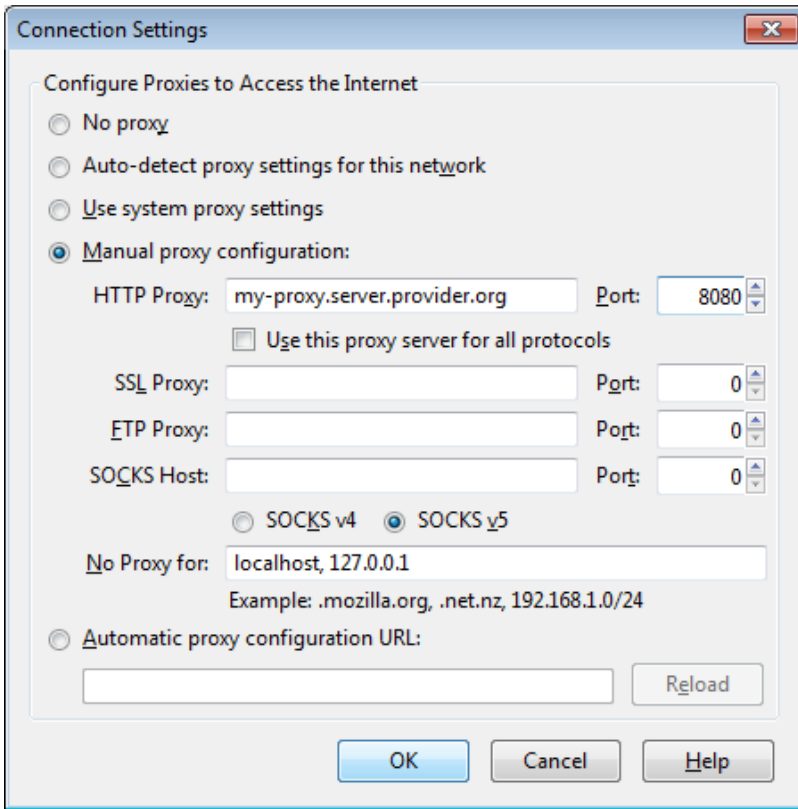 Connection Settings
Configure Proxies to Access the Internet
No proxy
Auto-detect proxy settings for this network
Use system proxy settings
Manual proxy configuration:
HTTP Proxy: my-proxy.server.provider.org Port: 8080
Use this proxy server for all protocols
SSL Proxy: Port: 0
FTP Proxy: Port: 0
SOCKS Host: Port: 0
SOCKS v4 SOCKS v5
No Proxy for: localhost, 127.0.0.1
Example: .mozilla.org, .net.nz, 192.168.1.0/24
Automatic proxy configuration URL:
Reload
OK Cancel Help